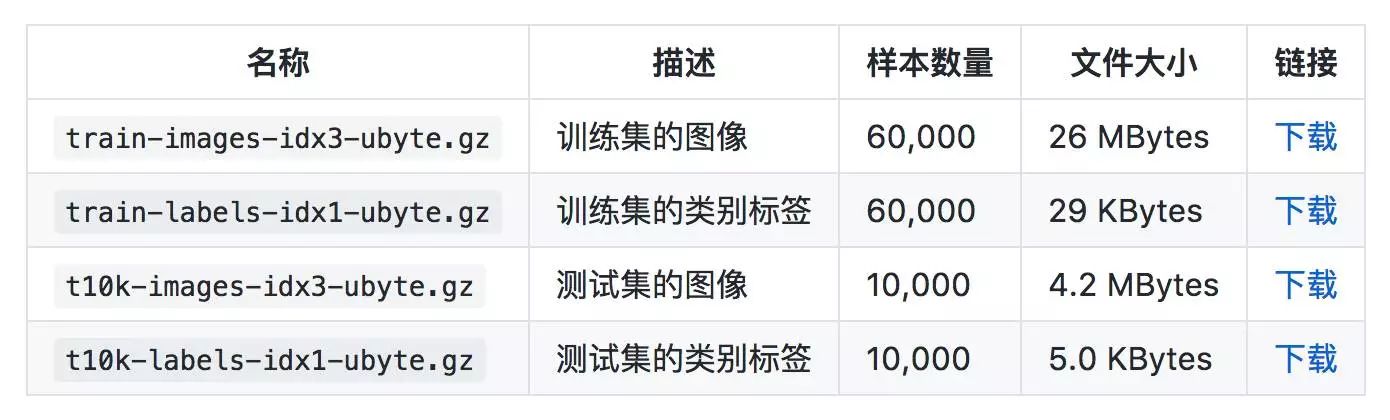 名称 描述 样本数量 文件大小 链接
train-images-idx3-ubyte.gz 训练集的图像 60,000 26 MBytes 下载
train-labels-idx1-ubyte.gz 训练集的类别标签 60,000 29 KBytes 下载
t10k-images-idx3-ubyte.gz 测试集的图像 10,000 4.2 MBytes 下载
t10k-labels-idx1-ubyte.gz 测试集的类别标签 10,000 5.0 KBytes 下载